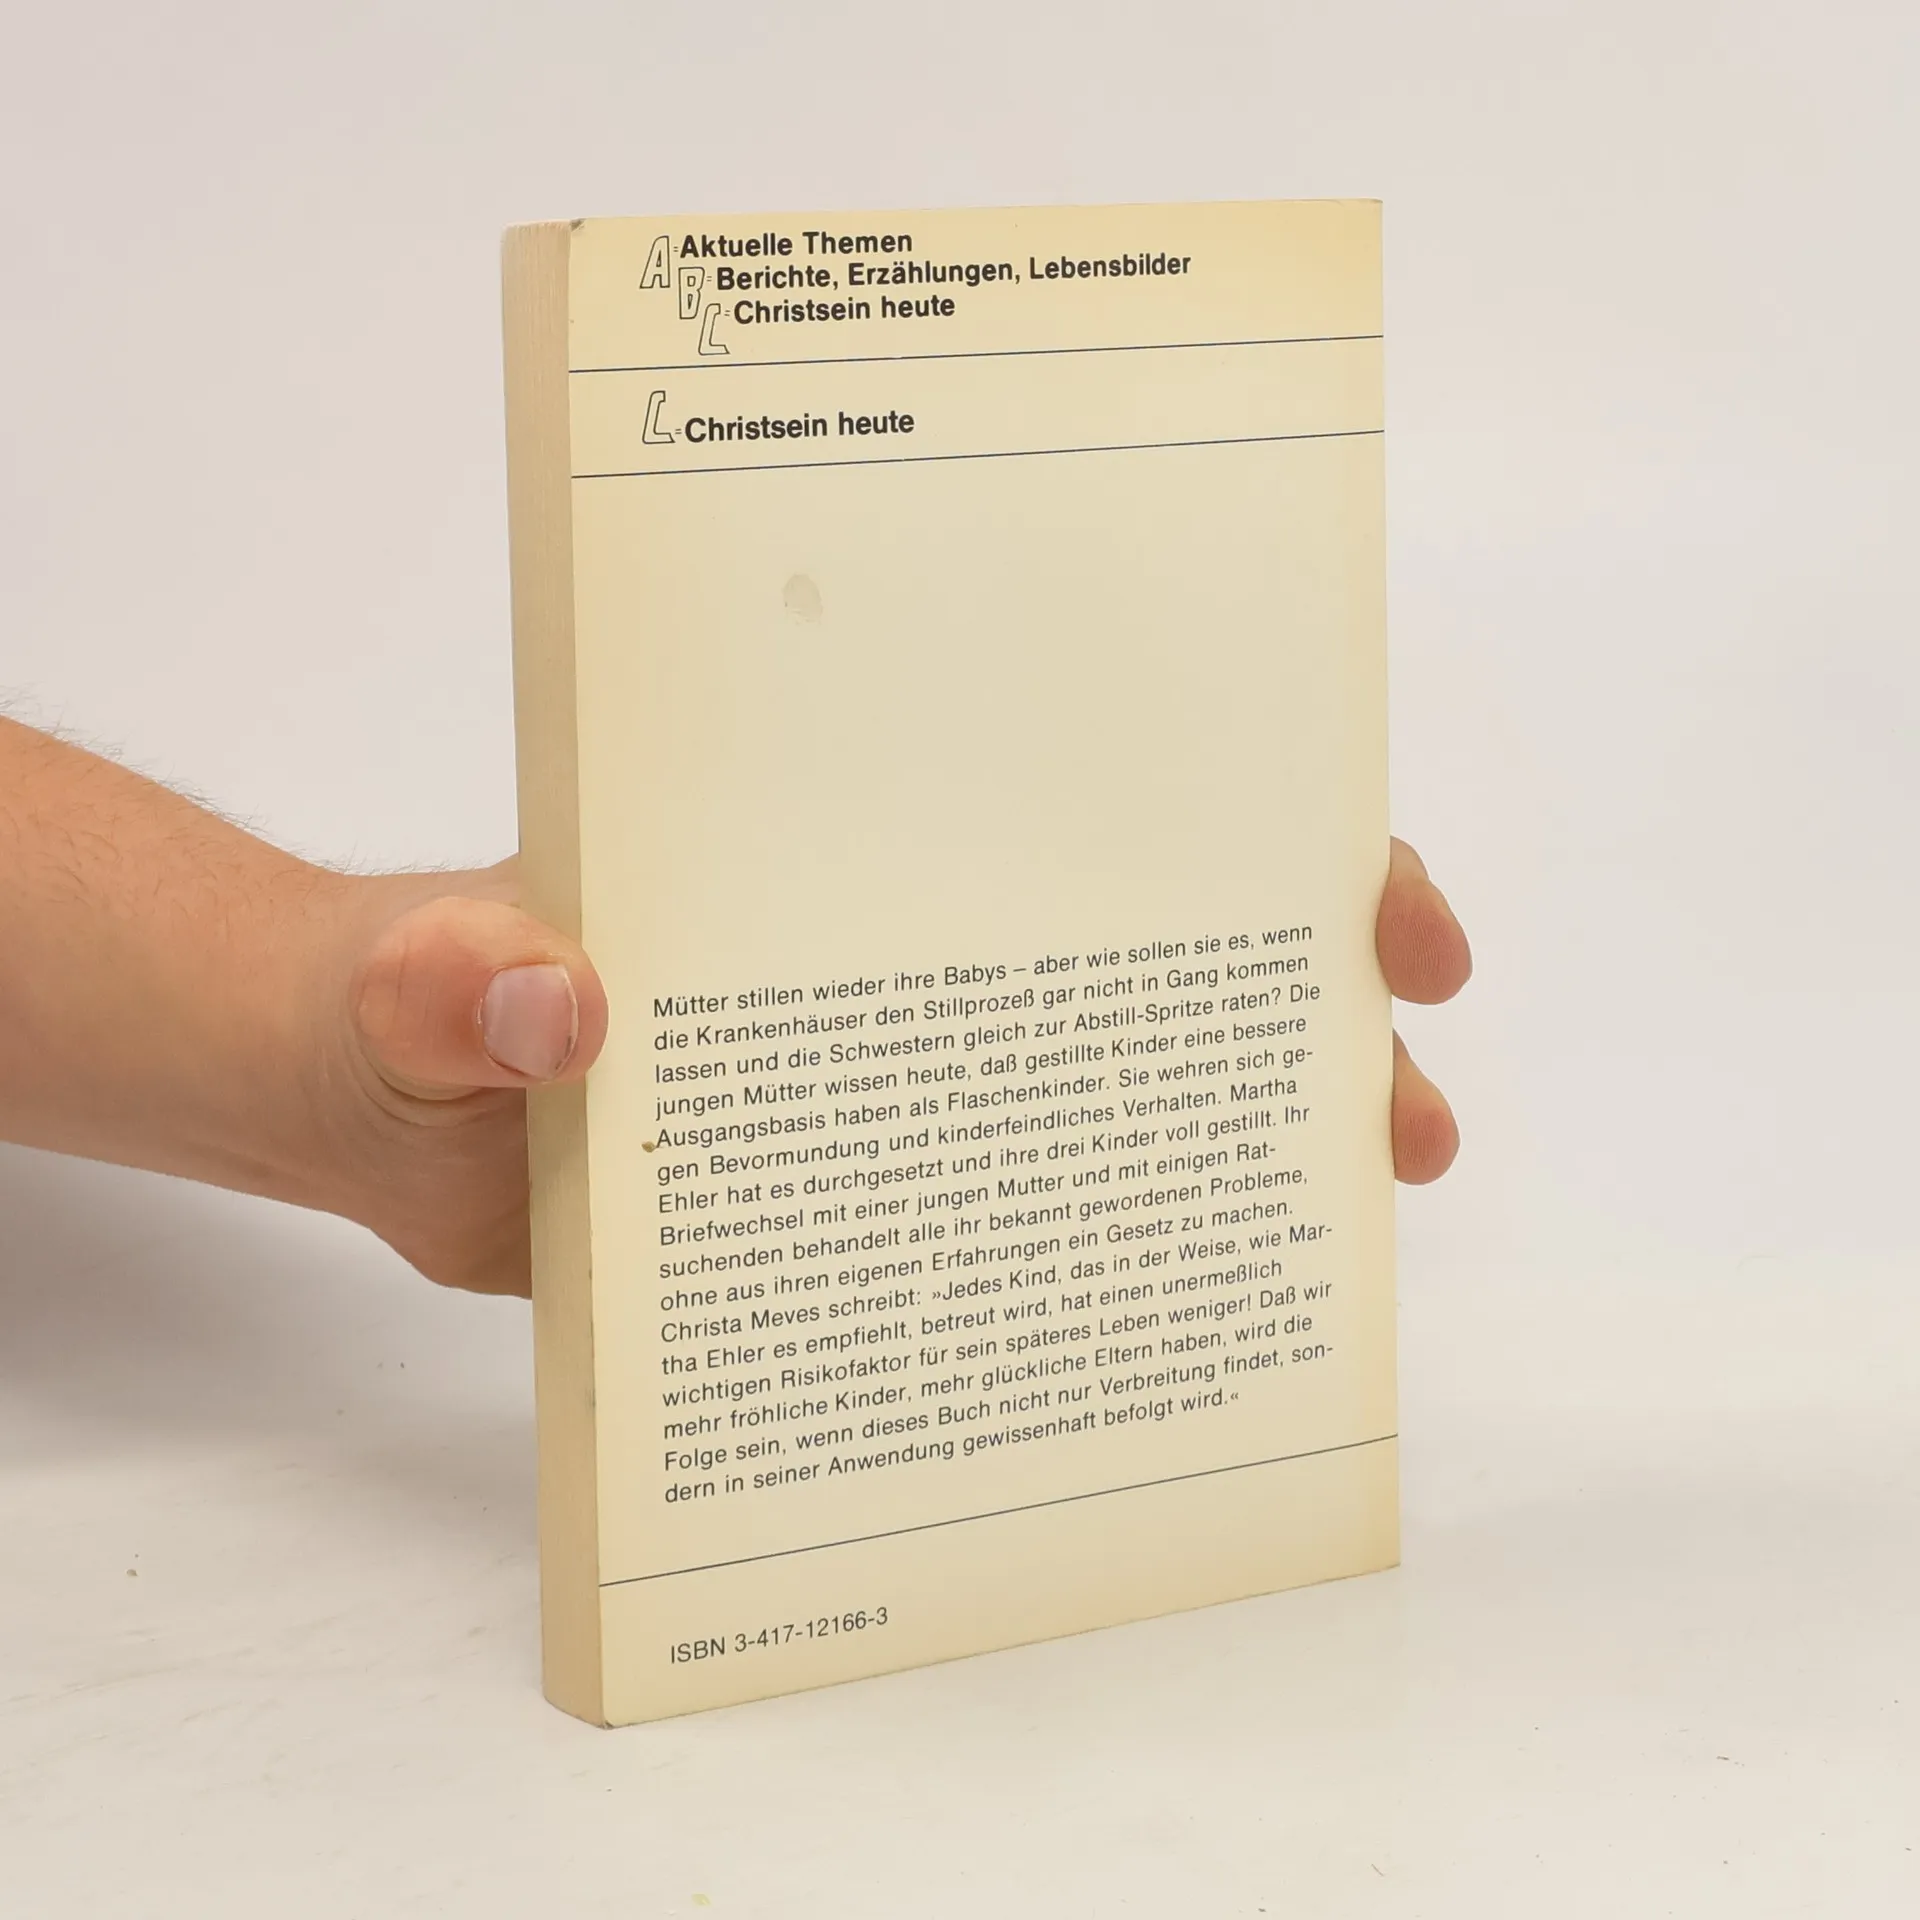 A=Aktuelle Themen
B=Berichte, Erzählungen, Lebensbilder
C=Christsein heute
C=Christsein heute
Mütter stillen wieder ihre Babys – aber wie sollen sie es, wenn
die Krankenhäuser den Stillprozeß gar nicht in Gang kommen
lassen und die Schwestern gleich zur Abstill-Spritze raten? Die
jungen Mütter wissen heute, daß gestillte Kinder eine bessere
Ausgangsbasis haben als Flaschenkinder. Sie wehren sich ge-
gen Bevormundung und kinderfeindliches Verhalten. Martha
Ehler hat es durchgesetzt und ihre drei Kinder voll gestillt. Ihr
Briefwechsel mit einer jungen Mutter und mit einigen Rat-
suchenden behandelt alle ihr bekannt gewordenen Probleme,
ohne aus ihren eigenen Erfahrungen ein Gesetz zu machen.
Christa Meves schreibt: »Jedes Kind, das in der Weise, wie Mar-
tha Ehler es empfiehlt, betreut wird, hat einen unermeßlich
wichtigen Risikofaktor für sein späteres Leben weniger! Daß wir
mehr fröhliche Kinder, mehr glückliche Eltern haben, wird die
Folge sein, wenn dieses Buch nicht nur Verbreitung findet, son-
dern in seiner Anwendung gewissenhaft befolgt wird.«
ISBN 3-417-12166-3